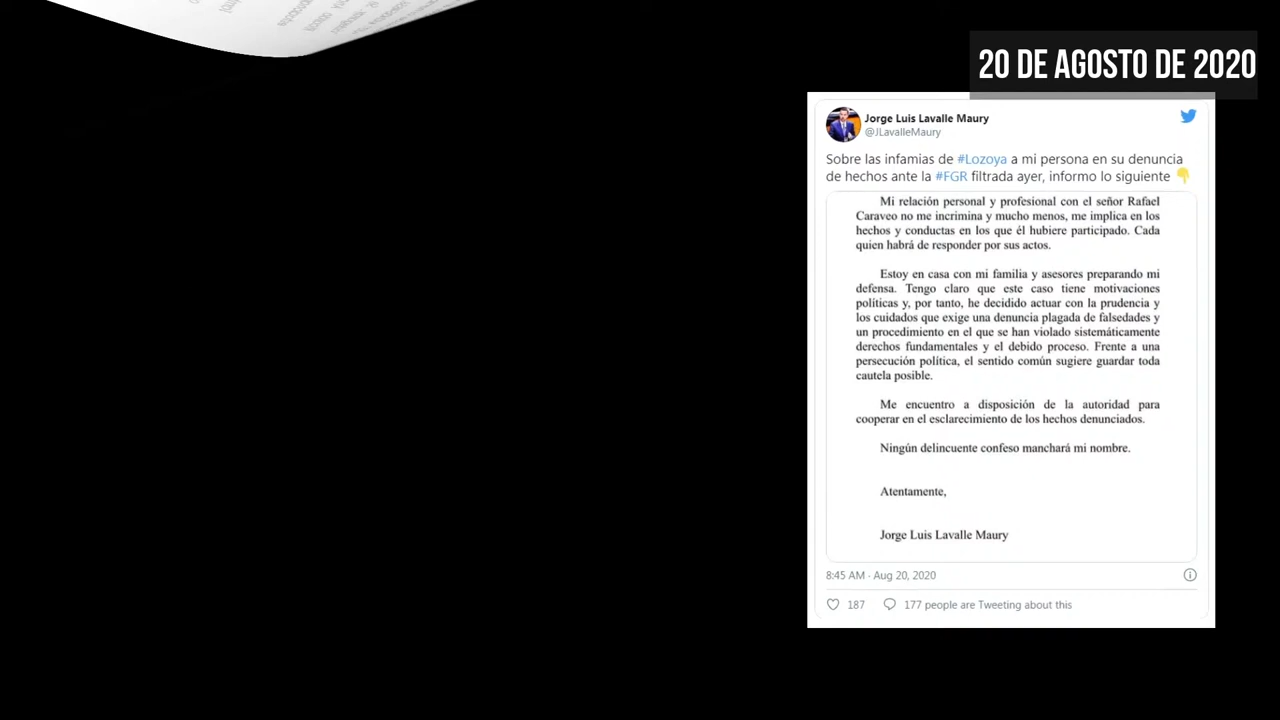 20 DE AGOSTO DE 2020
Jorge Luis Lavalle Maury
@JLavalleMaury
Sobre las infamias de #Lozoya a mi persona en su denuncia
de hechos ante la #FGR filtrada ayer, informo lo siguiente 👇
Mi relación personal y profesional con el señor Rafael
Caraveo no me incrimina y mucho menos, me implica en los
hechos y conductas en los que él hubiere participado. Cada
quien habrá de responder por sus actos.
Estoy en casa con mi familia y asesores preparando mi
defensa. Tengo claro que este caso tiene motivaciones
políticas y, por tanto, he decidido actuar con la prudencia y
los cuidados que exige una denuncia plagada de falsedades y
un procedimiento en el que se han violado sistemáticamente
derechos fundamentales y el debido proceso. Frente a una
persecución política, el sentido común sugiere guardar toda
cautela posible.
Me encuentro a disposición de la autoridad para
cooperar en el esclarecimiento de los hechos denunciados.
Ningún delincuente confeso manchará mi nombre.
Atentamente,
Jorge Luis Lavalle Maury
8:45 AM · Aug 20, 2020
187
177 people are Tweeting about this